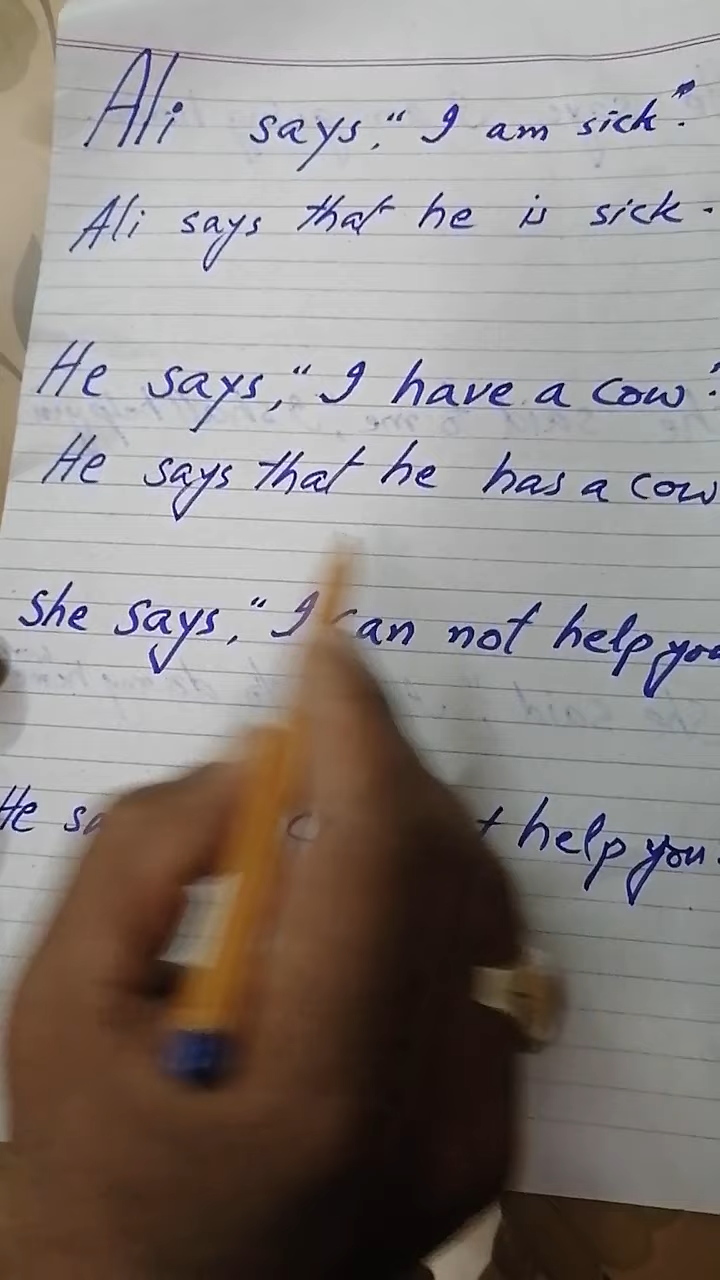 Ali says, "I am sick".
Ali says that he is sick.
He says, "I have a cow".
He says that he has a cow
She says, "I can not help you
He help you.